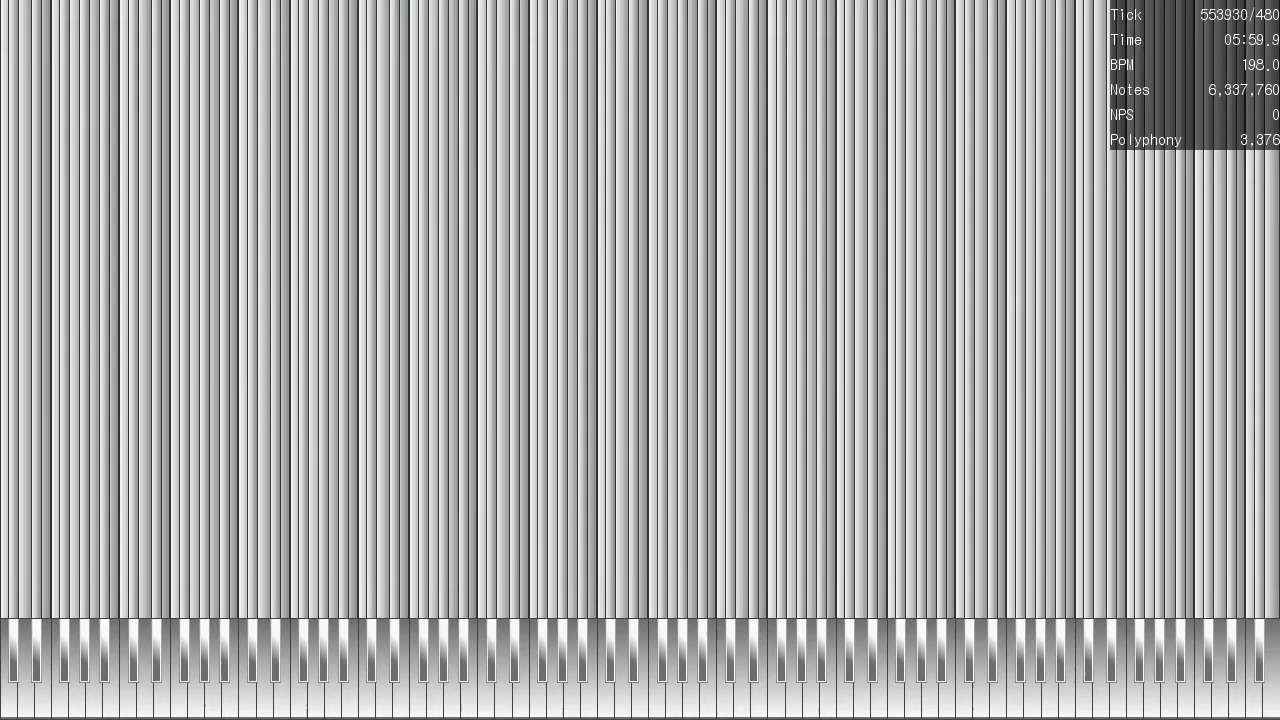 Tick 553930/480
Time 05:59.9
BPM 198.0
Notes 6,337,760
NPS 0
Polyphony 3,376